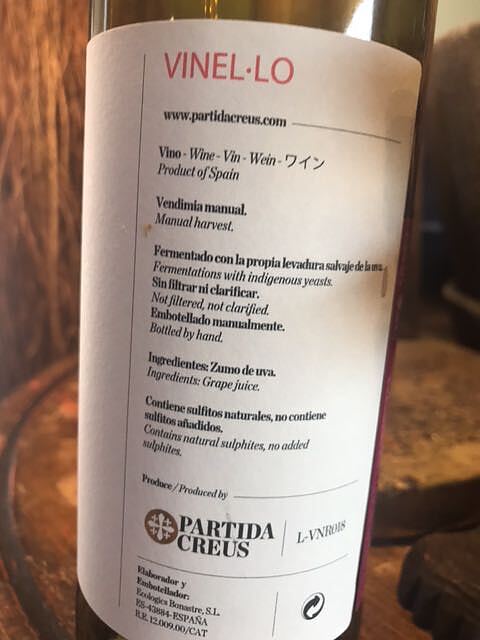 VINEL·LO
www.partidacreus.com
Vino - Wine - Vin - Wein - ワイン
Product of Spain
Vendimia manual.
Manual harvest.
Fermentado con la propia levadura salvaje de la uva.
Fermentations with indigenous yeasts.
Sin filtrar ni clarificar.
Not filtered, not clarified.
Embotellado manualmente.
Bottled by hand.
Ingredientes: Zumo de uva.
Ingredients: Grape juice.
Contiene sulfitos naturales, no contiene
sulfitos añadidos.
Contains natural sulphites, no added
sulphites.
Produce / Produced by
PARTIDA
CREUS
L-VNR018
Elaborador y
Embotellador:
Ecologics Bonastre, S.L.
ES-43884-ESPAÑA
R.E. 12.009.00/CAT